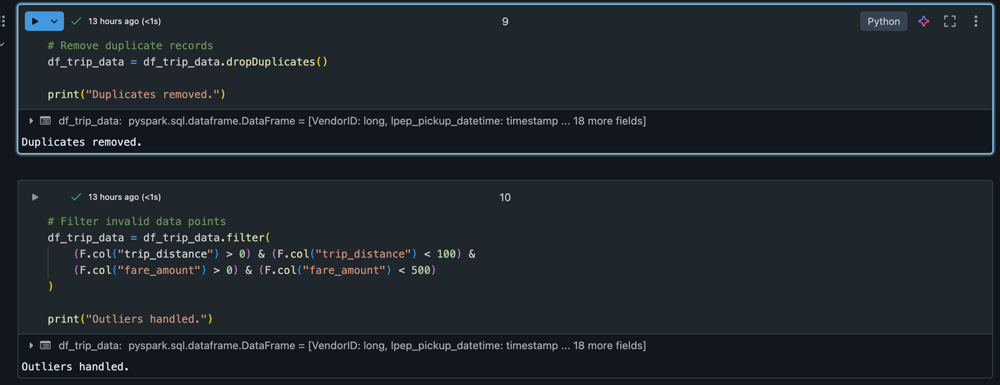 13 hours ago (<1s)
9
Python
# Remove duplicate records
df_trip_data = df_trip_data.dropDuplicates()
print("Duplicates removed.")
df_trip_data: pyspark.sql.dataframe.DataFrame = [VendorID: long, lpep_pickup_datetime: timestamp ... 18 more fields]
Duplicates removed.
13 hours ago (<1s)
10
# Filter invalid data points
df_trip_data = df_trip_data.filter(
(F.col("trip_distance") > 0) & (F.col("trip_distance") < 100) &
(F.col("fare_amount") > 0) & (F.col("fare_amount") < 500)
)
print("Outliers handled.")
df_trip_data: pyspark.sql.dataframe.DataFrame = [VendorID: long, lpep_pickup_datetime: timestamp ... 18 more fields]
Outliers handled.